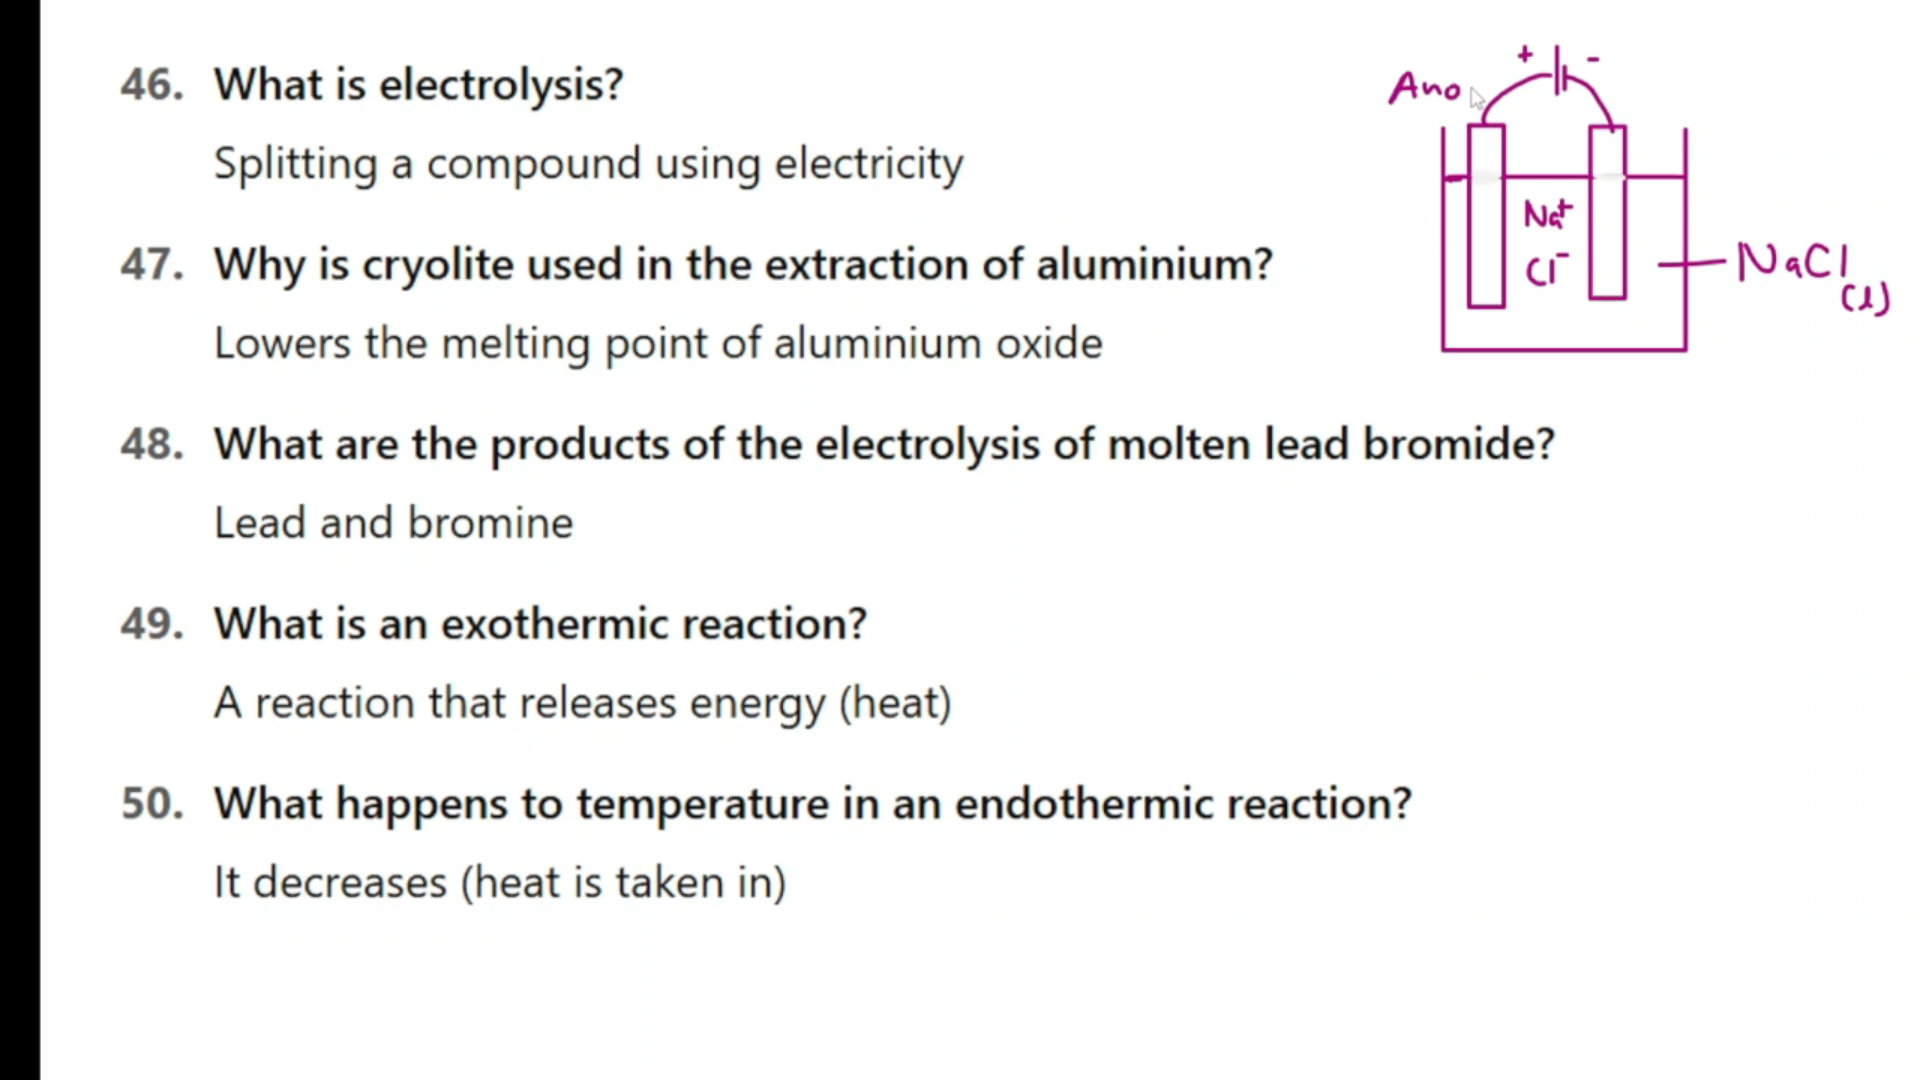 46. What is electrolysis?
Splitting a compound using electricity
47. Why is cryolite used in the extraction of aluminium?
Lowers the melting point of aluminium oxide
48. What are the products of the electrolysis of molten lead bromide?
Lead and bromine
49. What is an exothermic reaction?
A reaction that releases energy (heat)
50. What happens to temperature in an endothermic reaction?
It decreases (heat is taken in)
+ -
Ano
Na⁺
Cl⁻
NaCl(l)